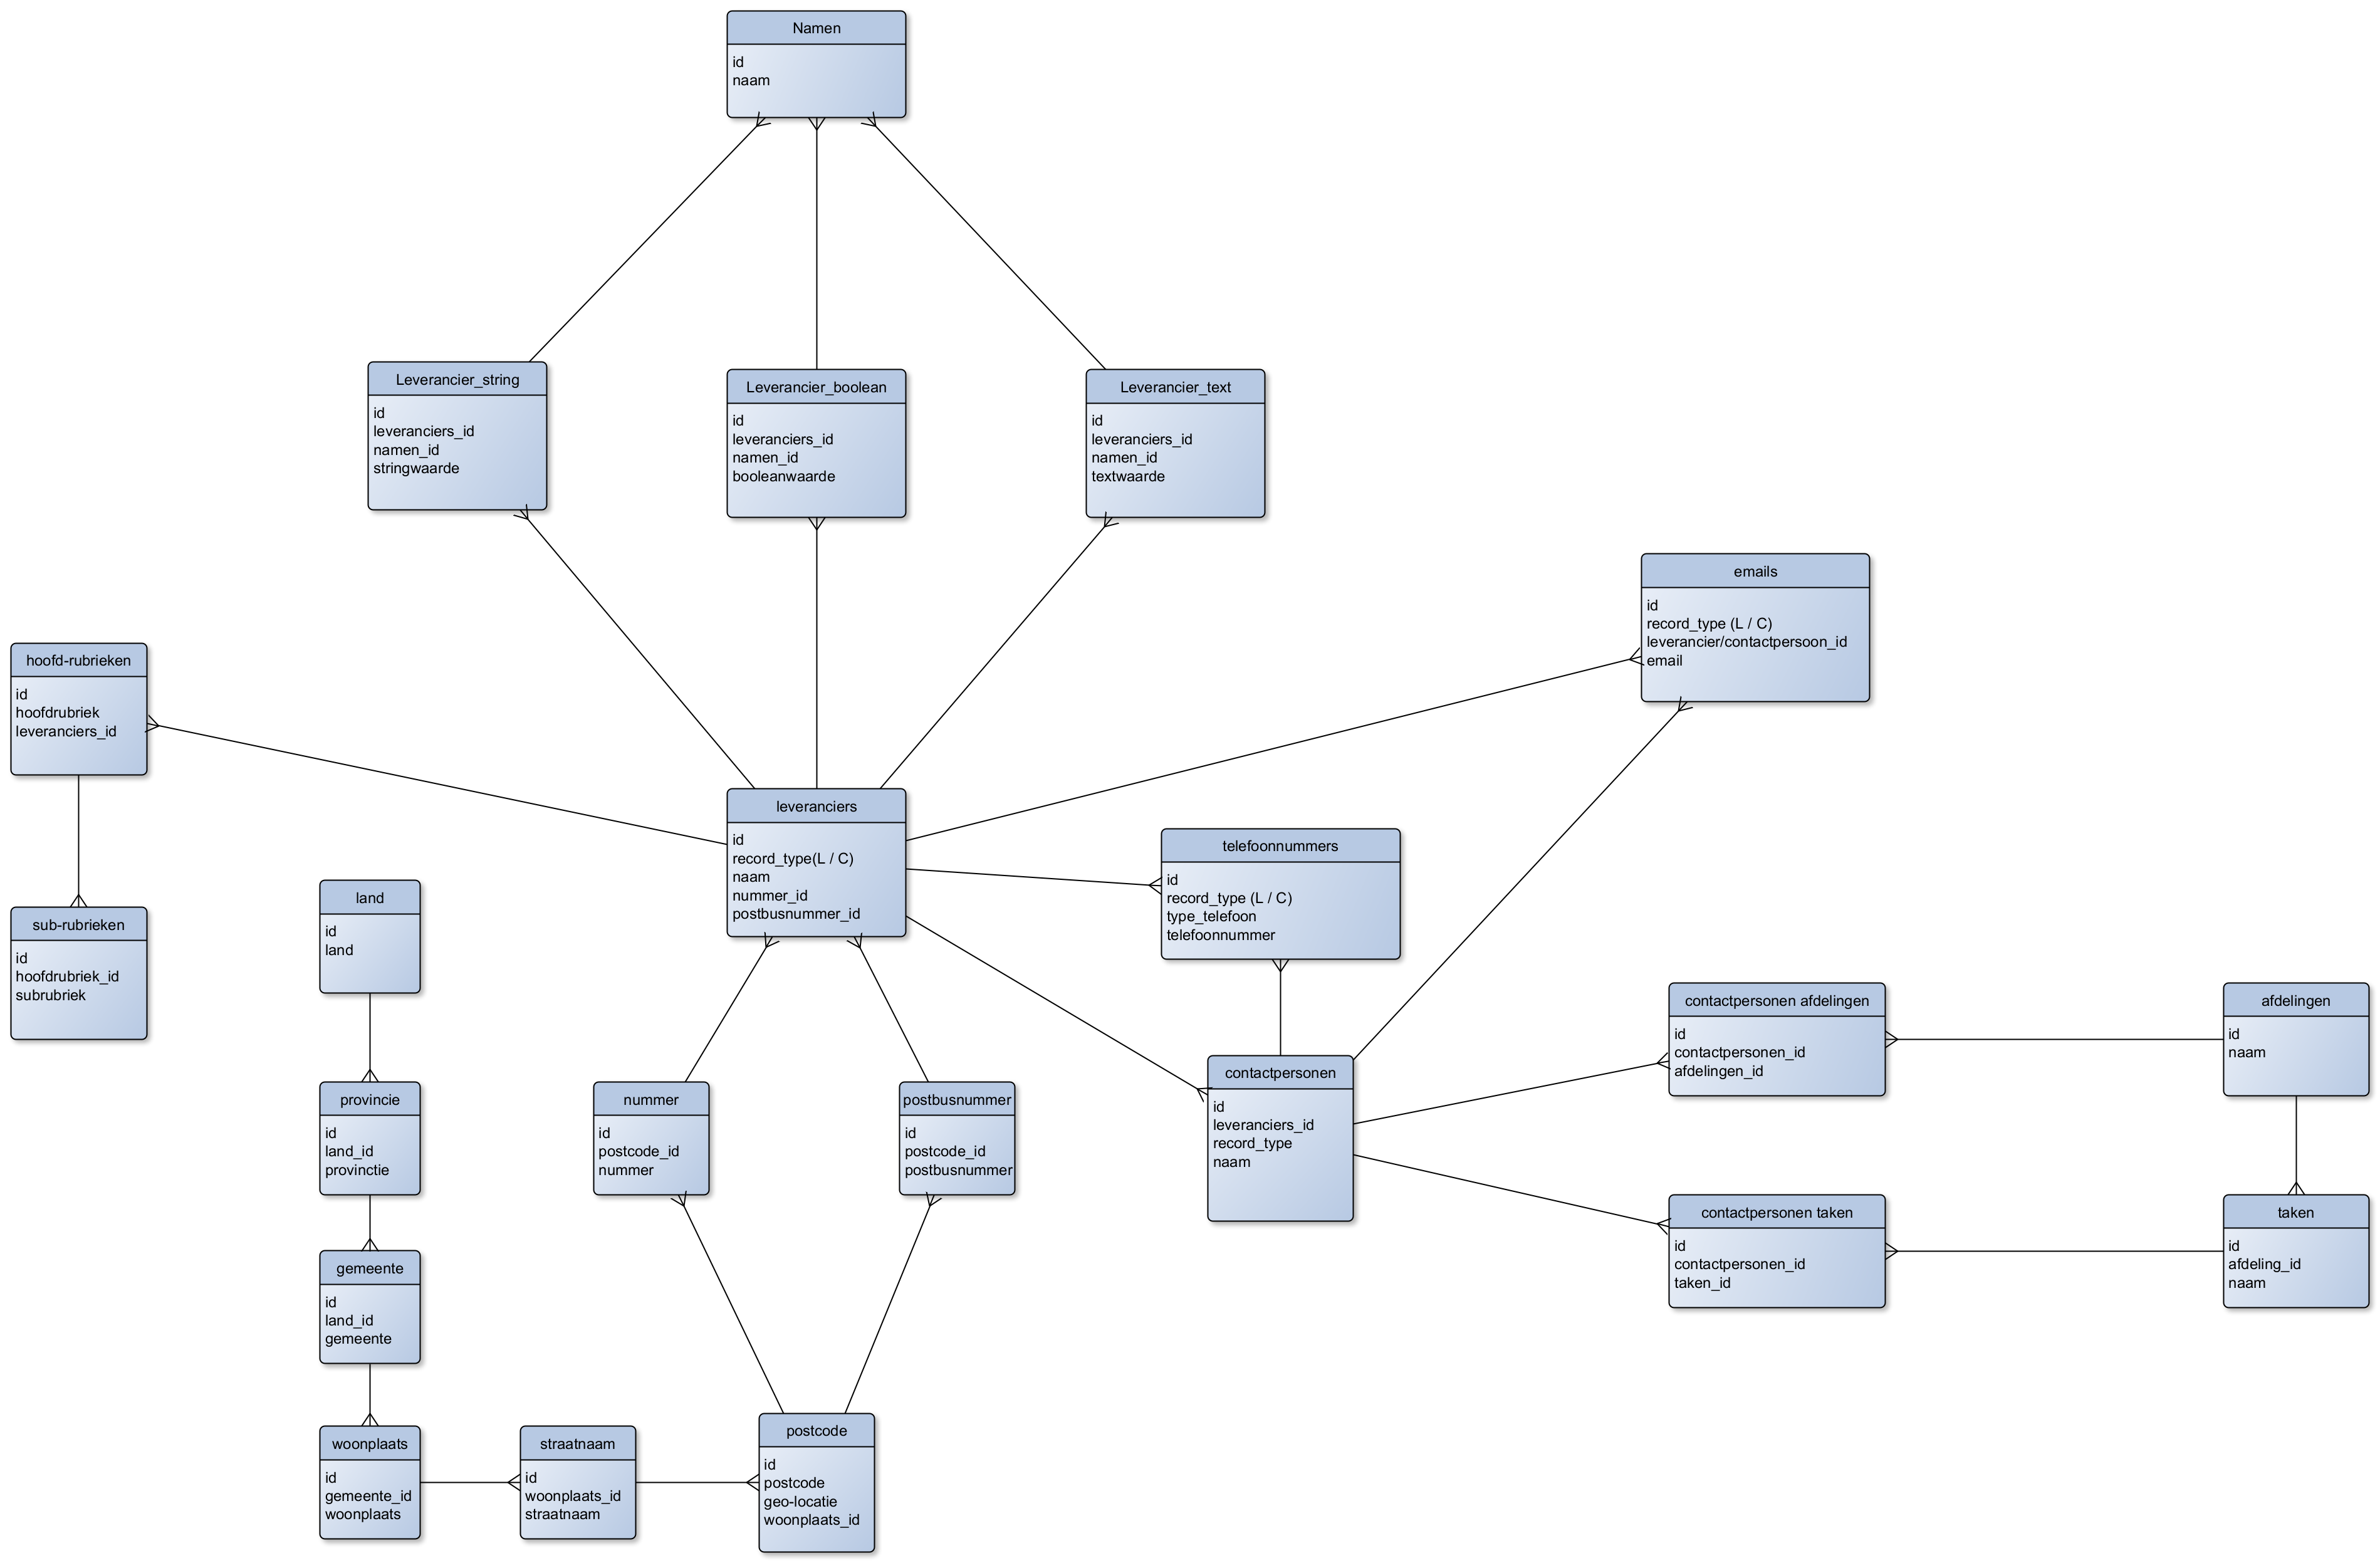 Namen
id
naam
Leverancier_string
id
leveranciers_id
namen_id
stringwaarde
Leverancier_boolean
id
leveranciers_id
namen_id
booleanwaarde
Leverancier_text
id
leveranciers_id
namen_id
textwaarde
emails
id
record_type (L / C)
leverancier/contactpersoon_id
email
hoofd-rubrieken
id
hoofdrubriek
leveranciers_id
leveranciers
id
record_type(L / C)
naam
nummer_id
postbusnummer_id
telefoonnummers
id
record_type (L / C)
type_telefoon
telefoonnummer
sub-rubrieken
id
hoofdrubriek_id
subrubriek
land
id
land
contactpersonen afdelingen
id
contactpersonen_id
afdelingen_id
afdelingen
id
naam
contactpersonen
id
leveranciers_id
record_type
naam
provincie
id
land_id
provinctie
nummer
id
postcode_id
nummer
postbusnummer
id
postcode_id
postbusnummer
contactpersonen taken
id
contactpersonen_id
taken_id
taken
id
afdeling_id
naam
gemeente
id
land_id
gemeente
woonplaats
id
gemeente_id
woonplaats
straatnaam
id
woonplaats_id
straatnaam
postcode
id
postcode
geo-locatie
woonplaats_id